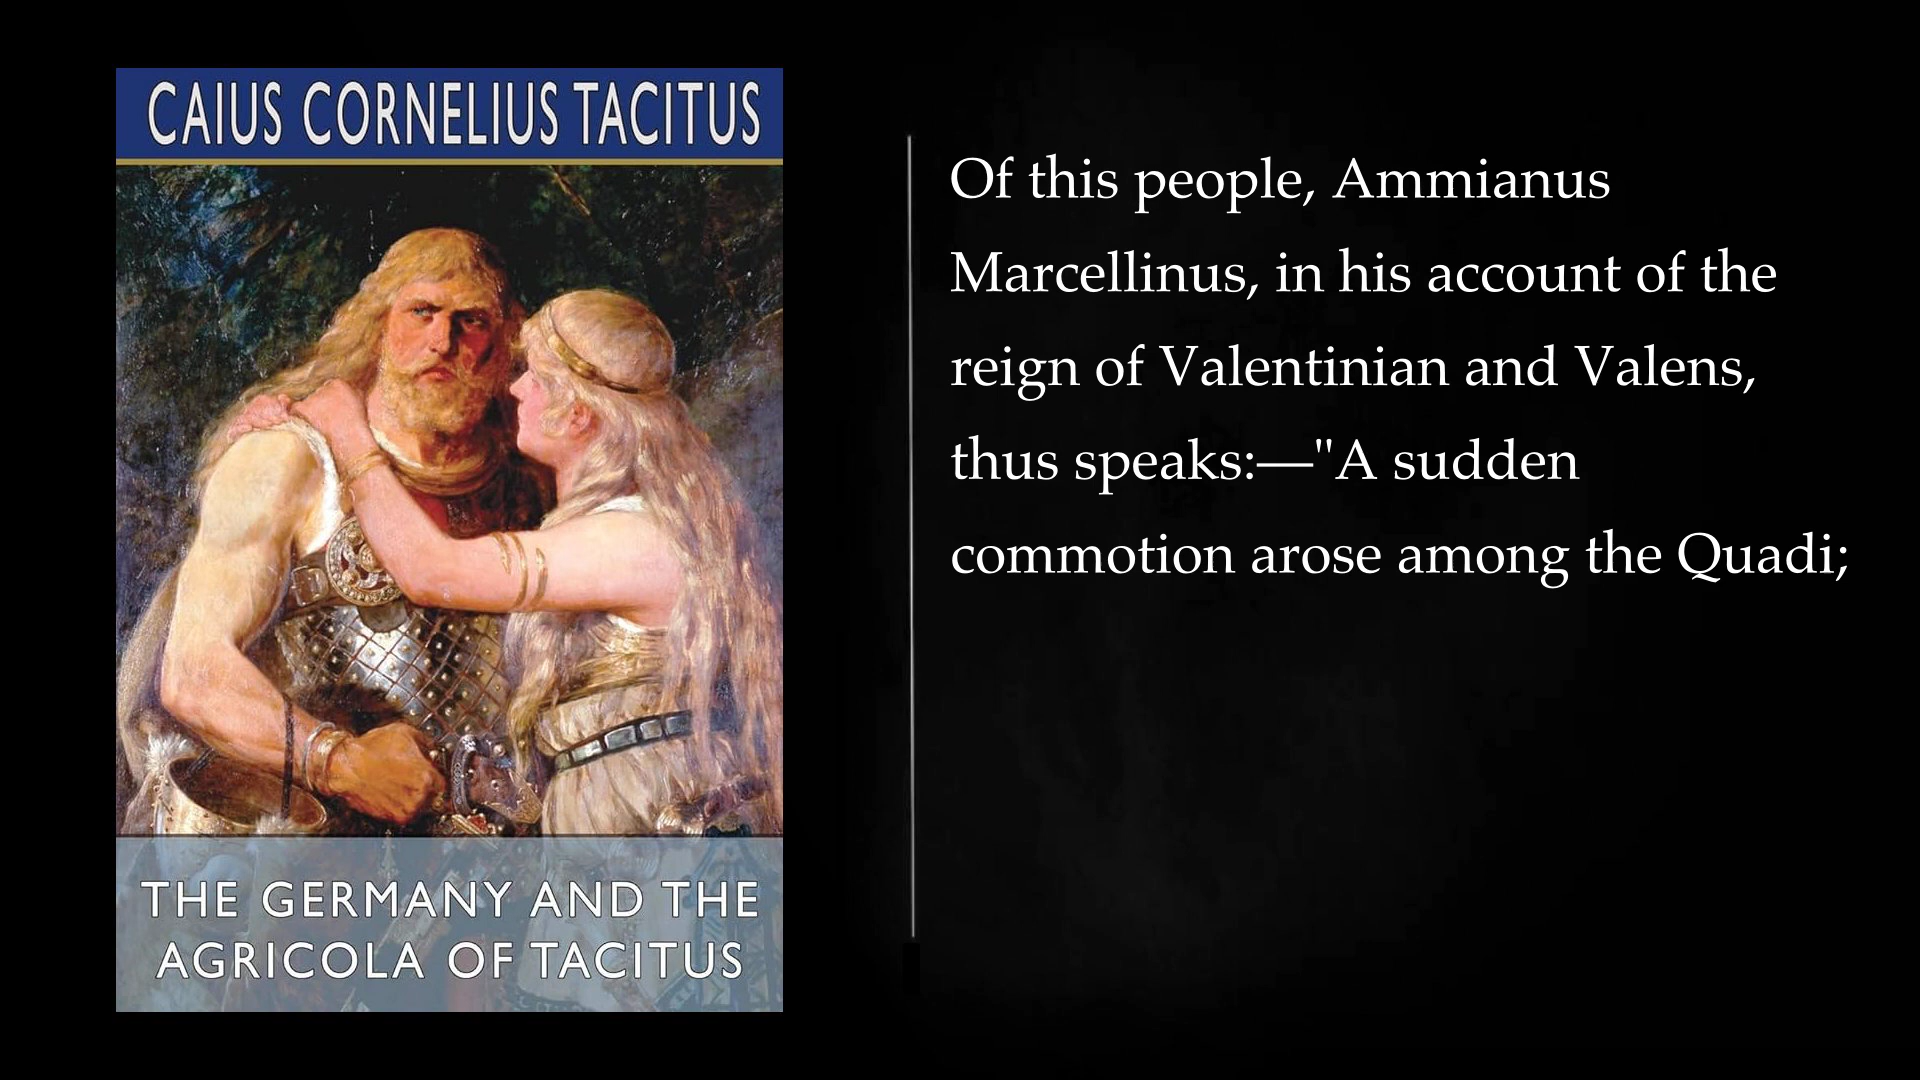 CAIUS CORNELIUS TACITUS
THE GERMANY AND THE
AGRICOLA OF TACITUS
Of this people, Ammianus
Marcellinus, in his account of the
reign of Valentinian and Valens,
thus speaks:—"A sudden
commotion arose among the Quadi;